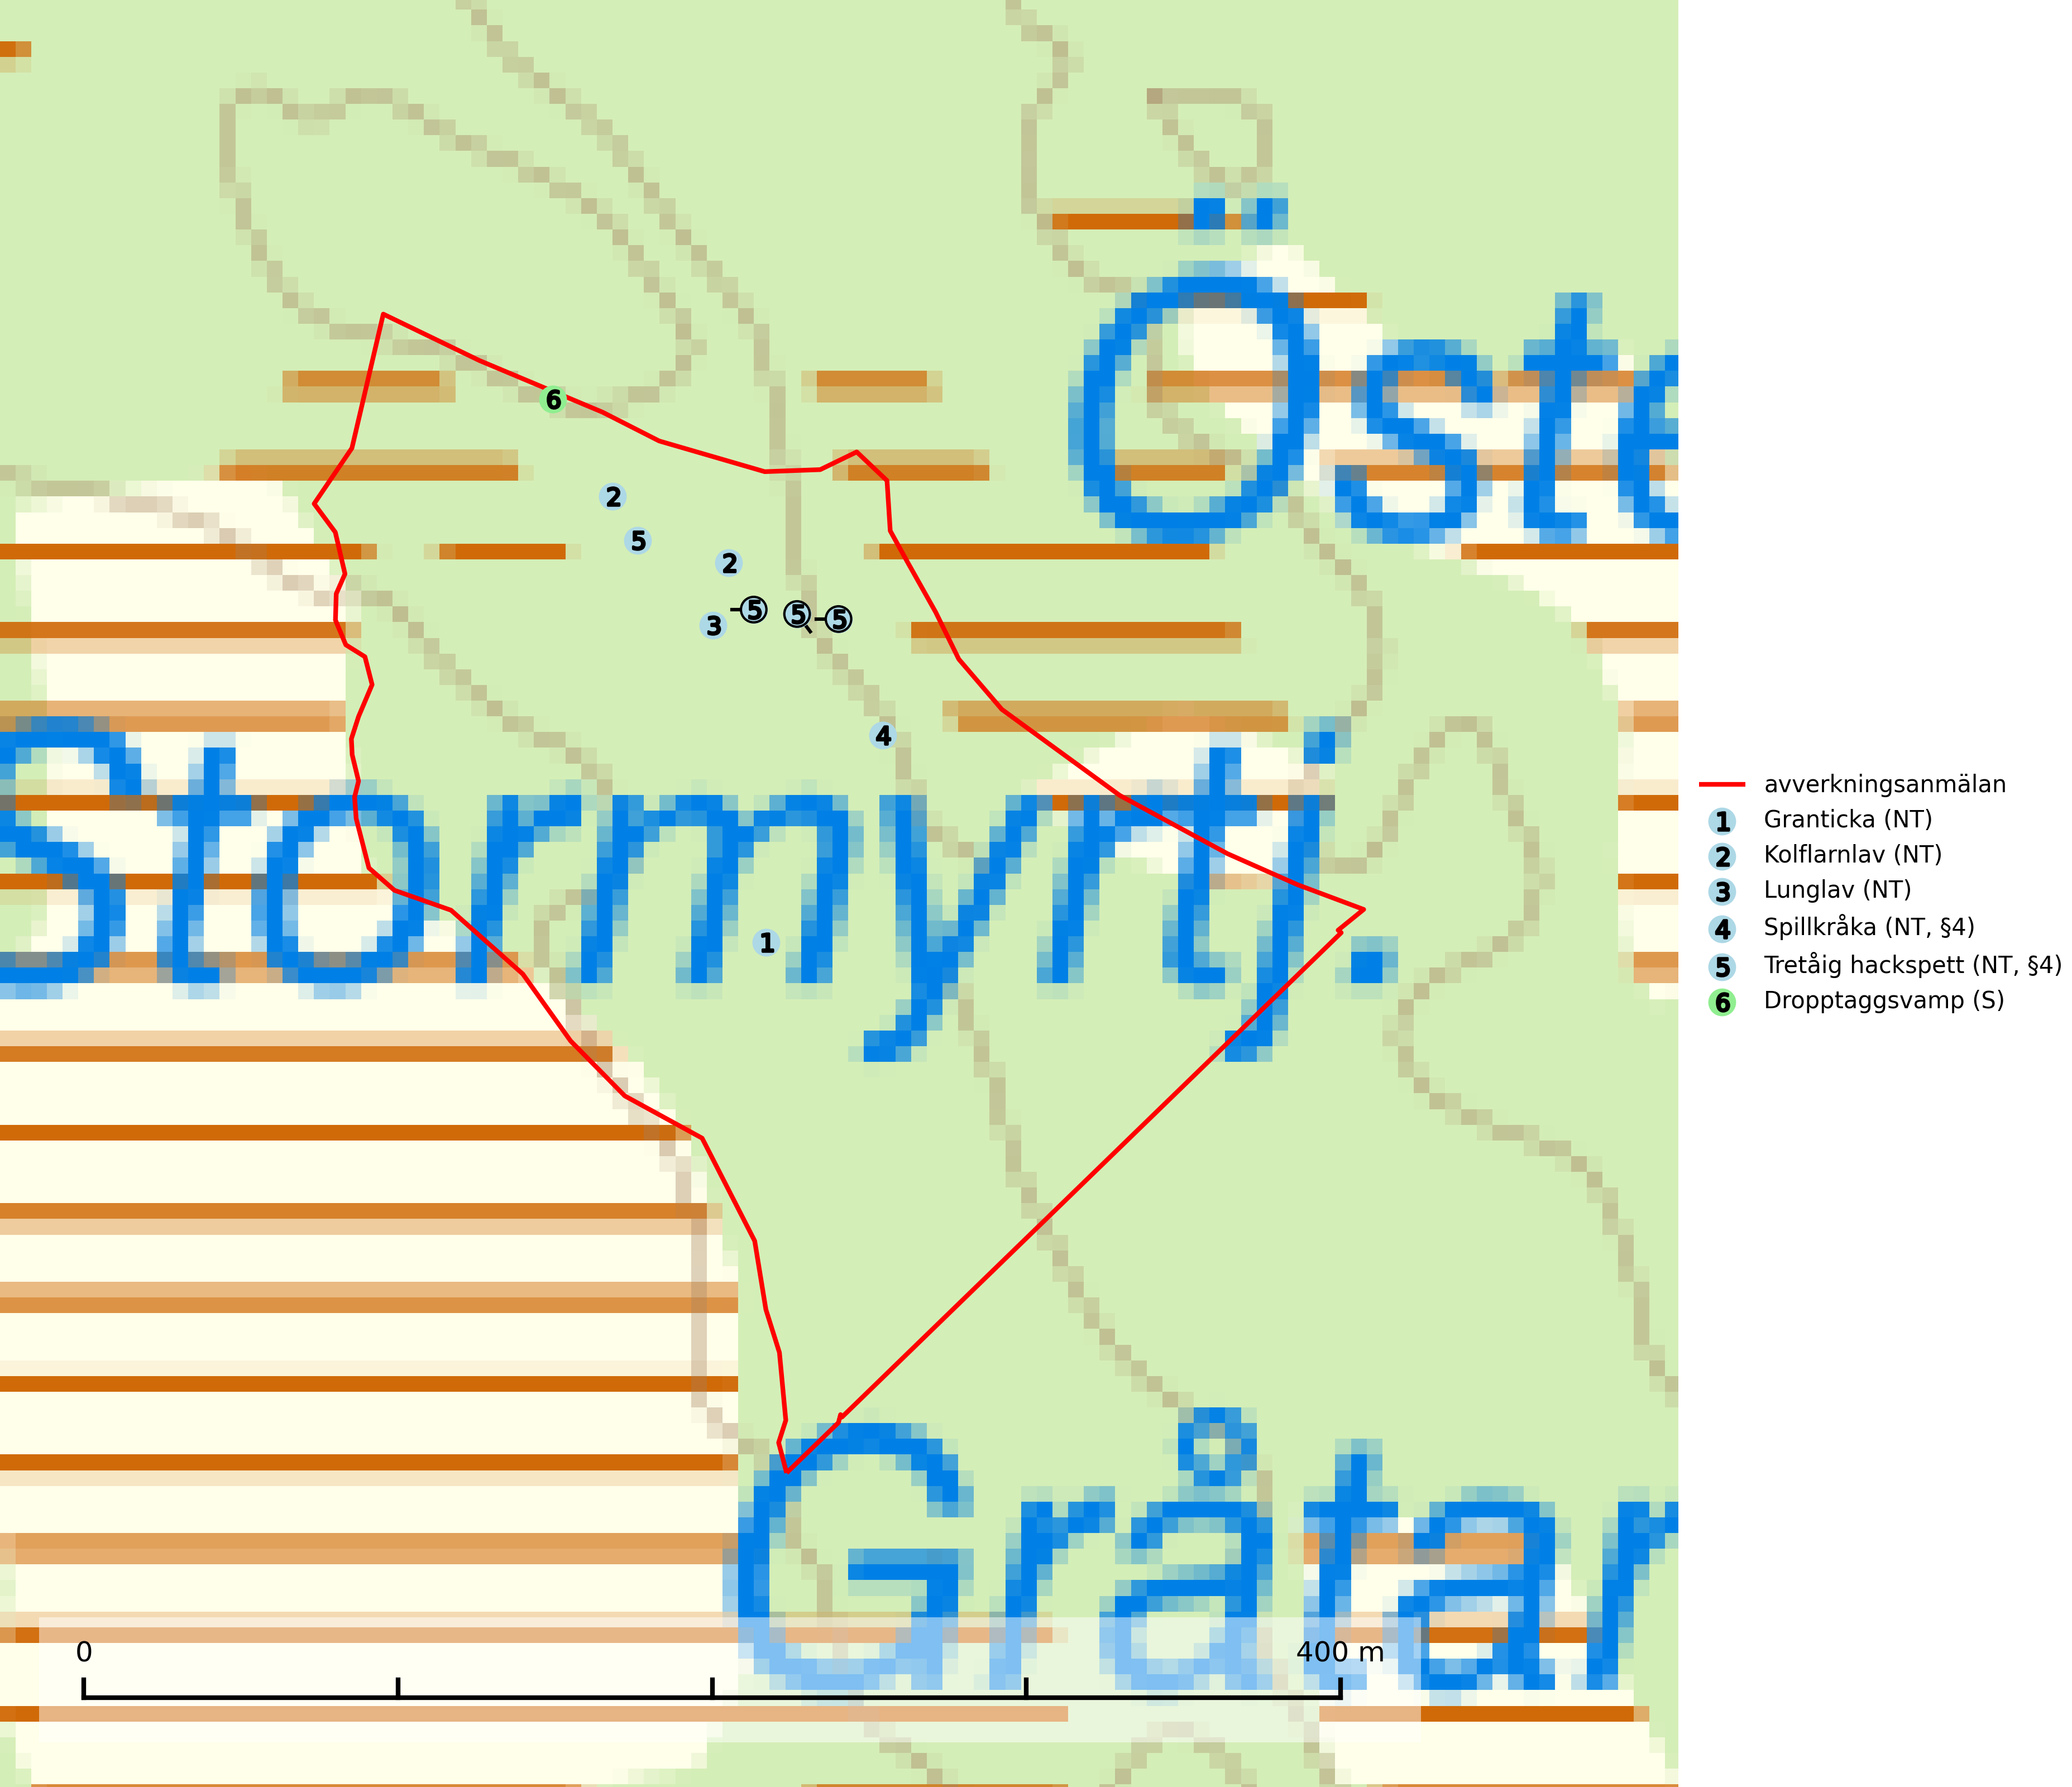 Öst
6
2
5
2
5
5
5
3
4
Stormyrtj.
1
Gråtar
0
400 m
avverkningsanmälan
1 Granticka (NT)
2 Kolflarnlav (NT)
3 Lunglav (NT)
4 Spillkråka (NT, §4)
5 Tretåig hackspett (NT, §4)
6 Dropptaggsvamp (S)